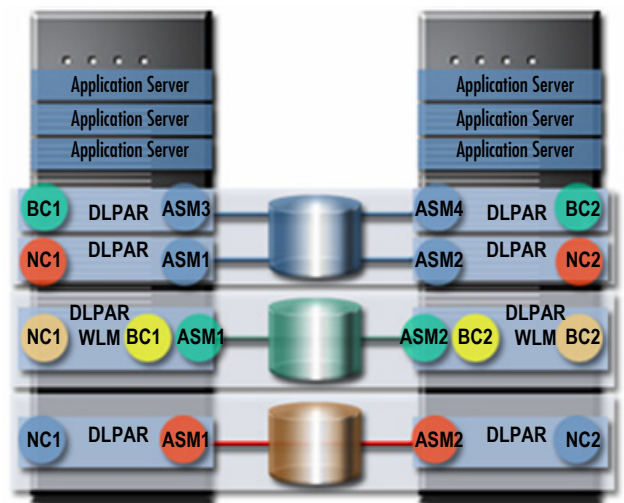 Application Server Application Server
Application Server Application Server
Application Server Application Server
BC1 DLPAR ASM3 ASM4 DLPAR BC2
NC1 DLPAR ASM1 ASM2 DLPAR NC2
DLPAR DLPAR
NC1 WLM BC1 ASM1 ASM2 BC2 WLM BC2
NC1 DLPAR ASM1 ASM2 DLPAR NC2